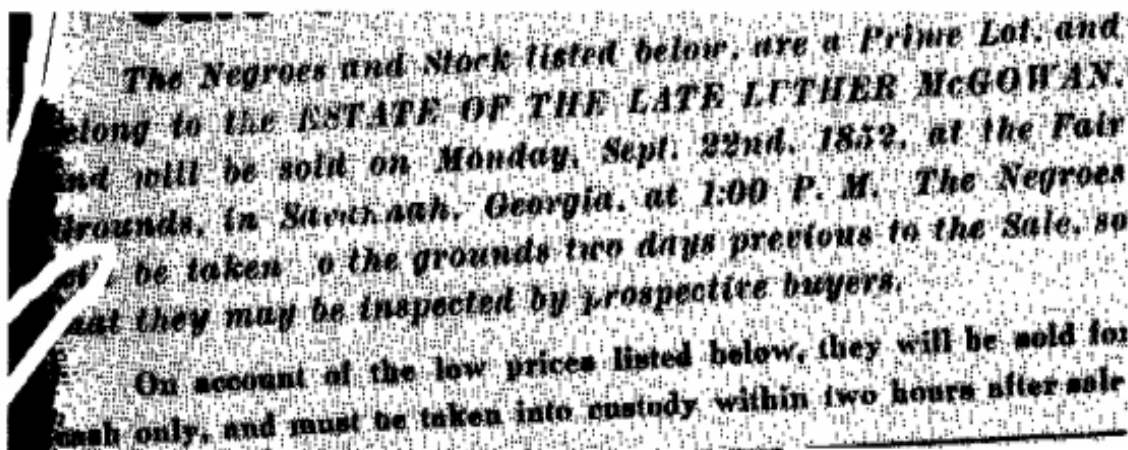 The Negroes and Stock listed below, are a Prime Lot, and
elong to the ESTATE OF THE LATE LUTHER McGOWAN,
nd will be sold on Monday, Sept. 22nd, 1852, at the Fair
Grounds, in Savannah, Georgia, at 1:00 P. M. The Negroes
be taken o the grounds two days previous to the Sale, so
hat they may be inspected by prospective buyers.
On account of the low prices listed below, they will be sold for
cash only, and must be taken into custody within two hours after sale